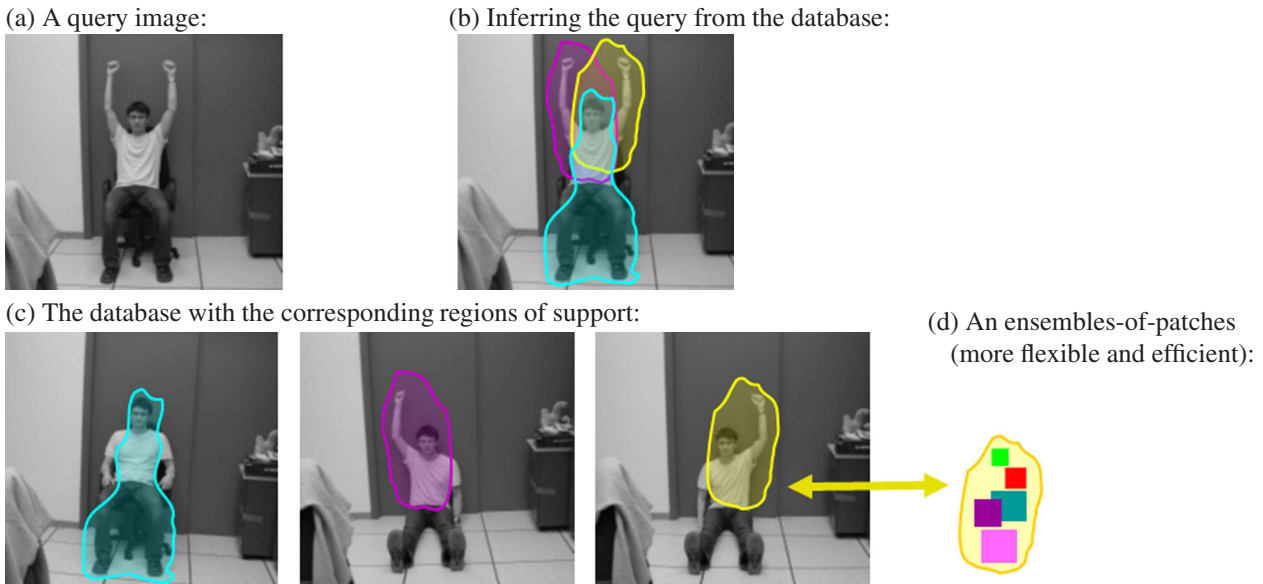 (a) A query image:
(b) Inferring the query from the database:
(c) The database with the corresponding regions of support:
(d) An ensembles-of-patches
(more flexible and efficient):